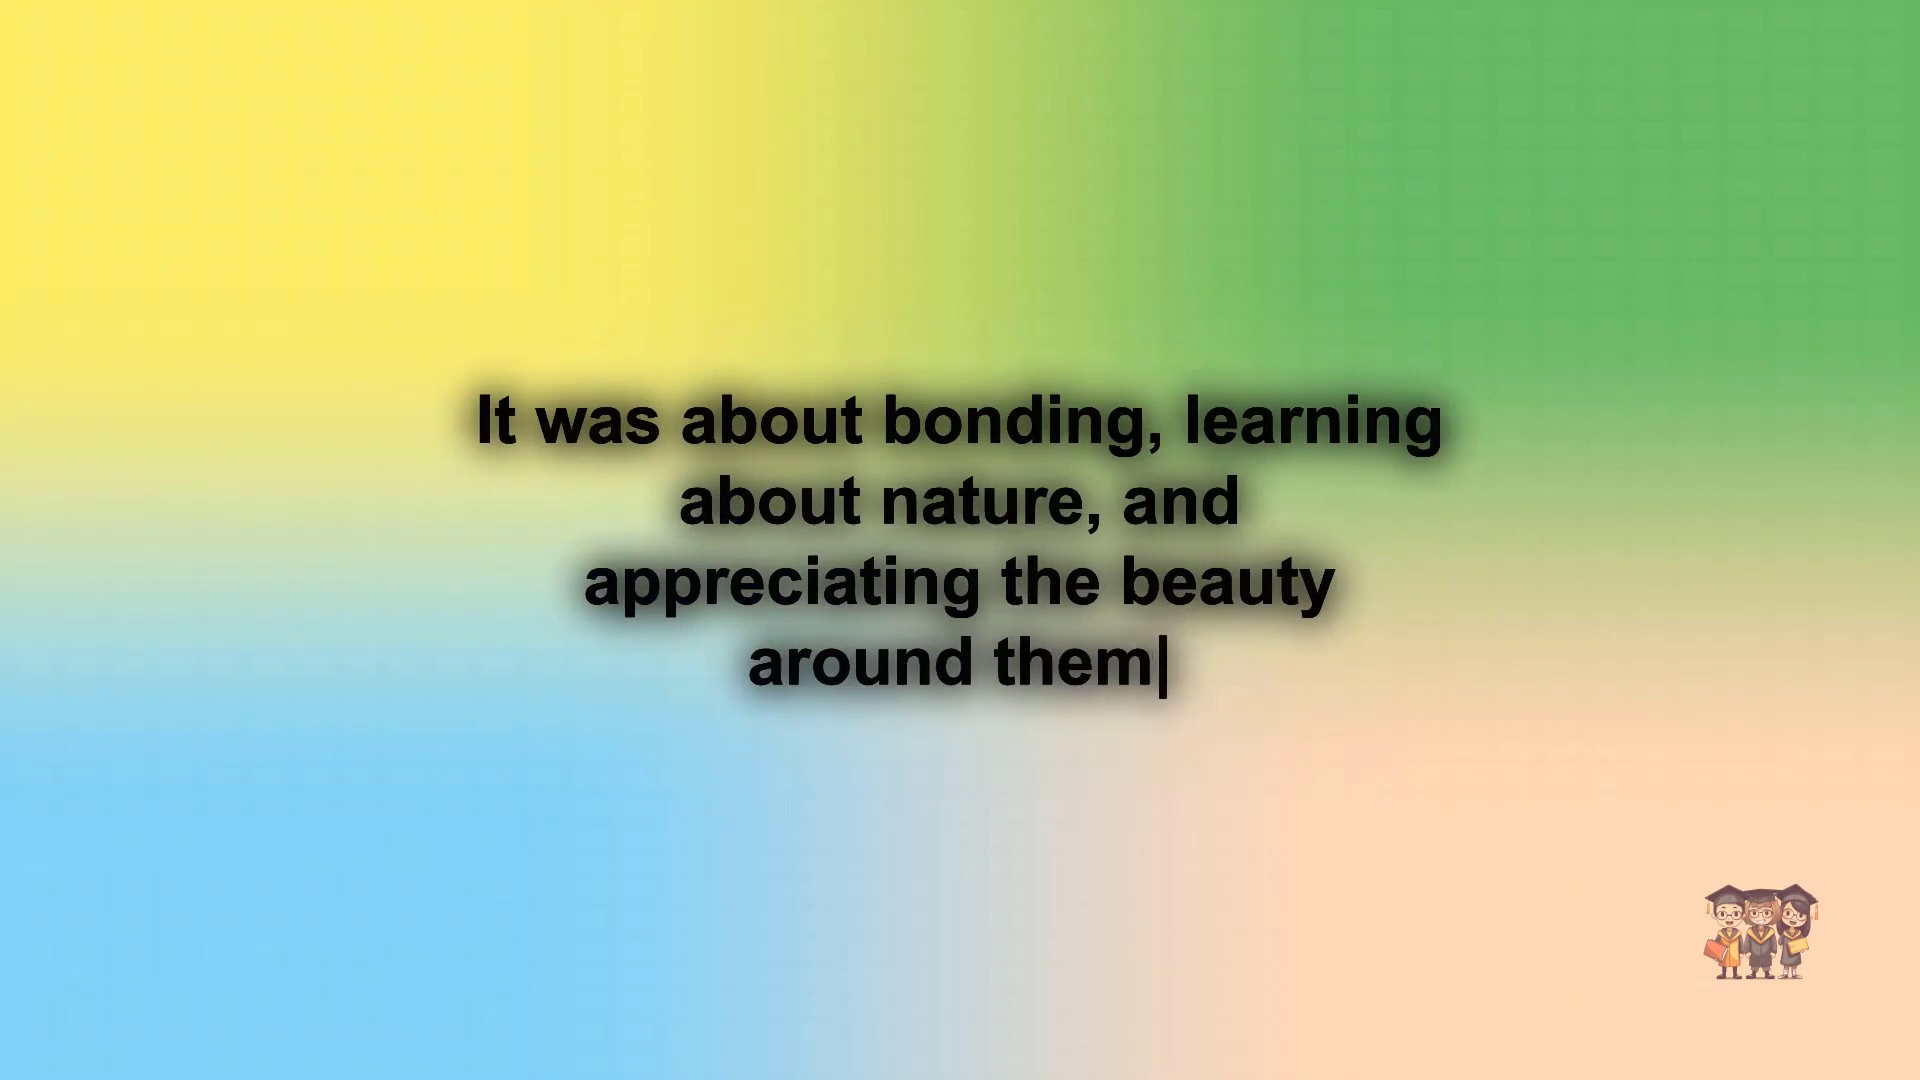 It was about bonding, learning
about nature, and
appreciating the beauty
around them|